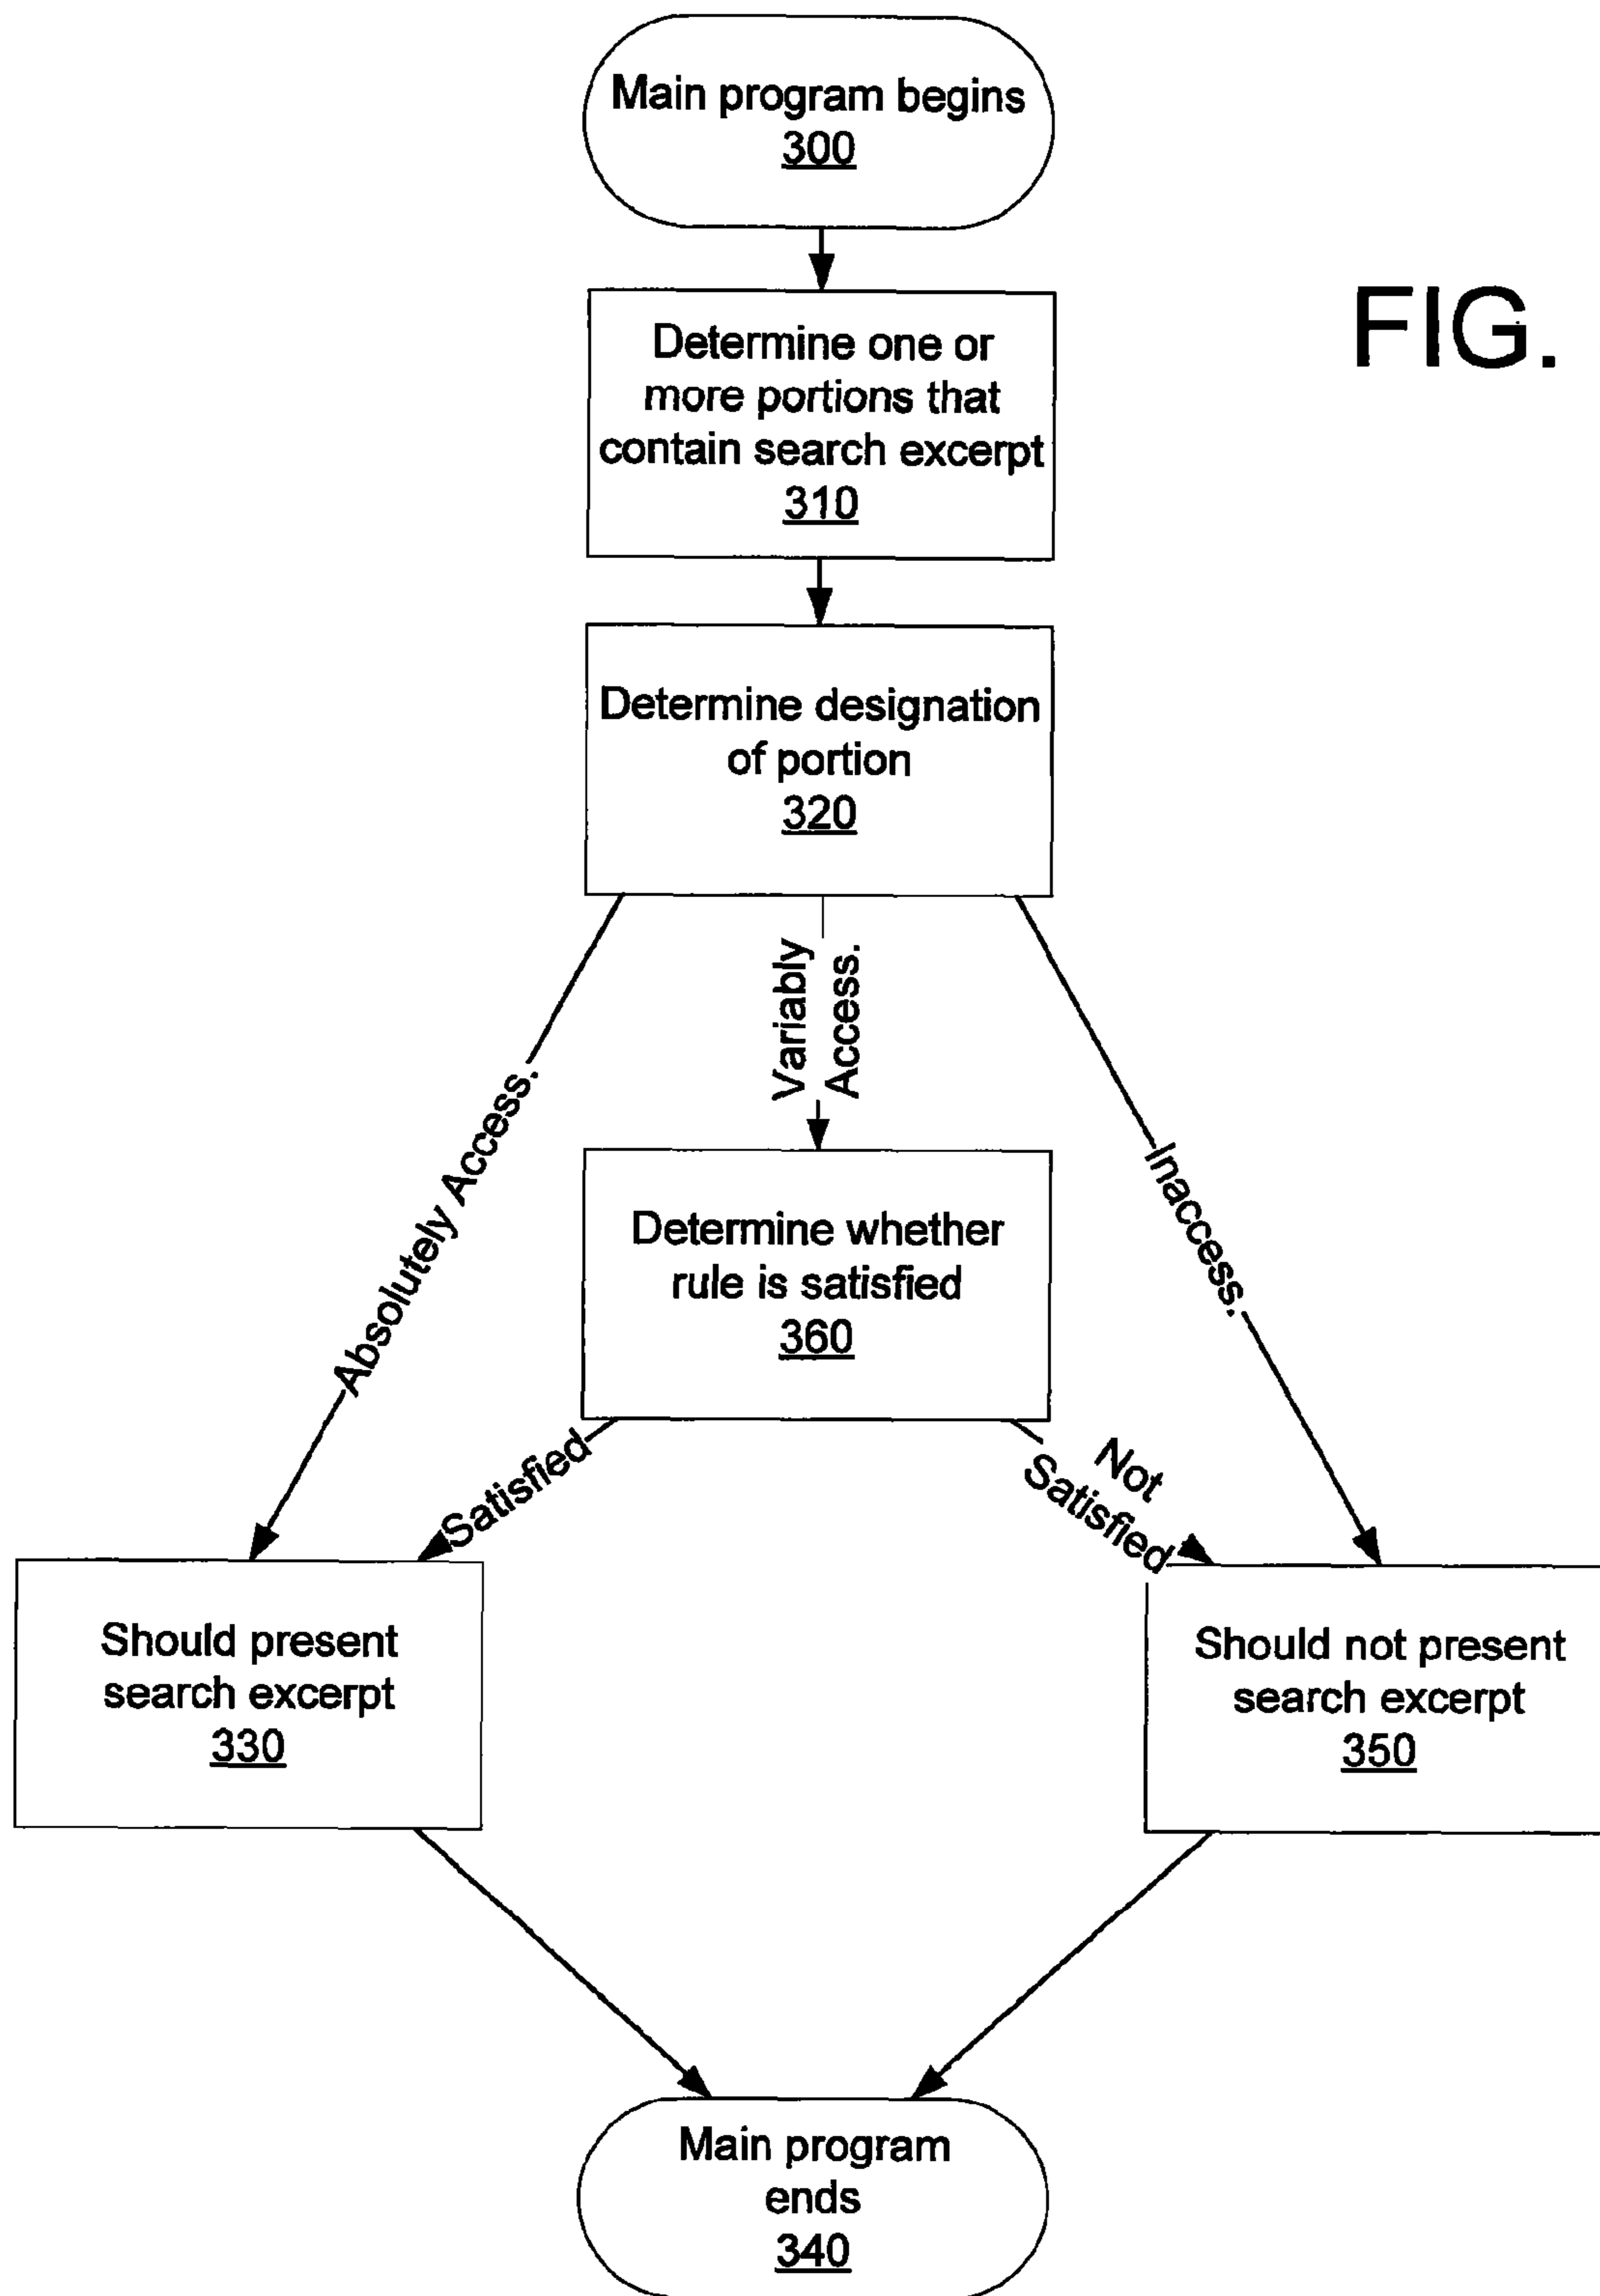 Main program begins
300
FIG.
Determine one or
more portions that
contain search excerpt
310
Determine designation
of portion
320
Absolutely Access.
Variably
Access.
Inaccess.
Determine whether
rule is satisfied
360
Satisfied
Not
Satisfied
Should present
search excerpt
330
Should not present
search excerpt
350
Main program
ends
340